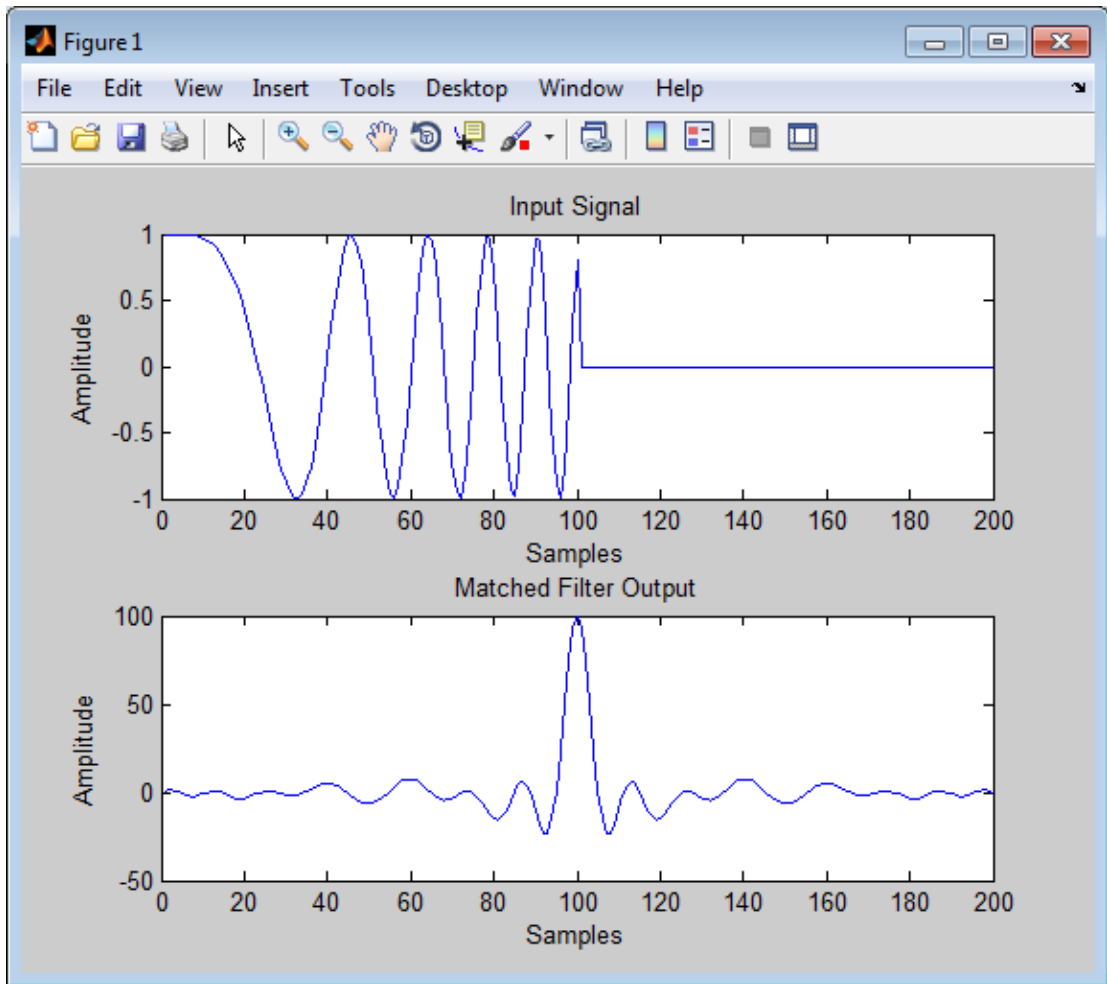 Figure 1
File Edit View Insert Tools Desktop Window Help
Input Signal
1
0.5
0
-0.5
-1
Amplitude
0 20 40 60 80 100 120 140 160 180 200
Samples
Matched Filter Output
100
50
0
-50
Amplitude
0 20 40 60 80 100 120 140 160 180 200
Samples